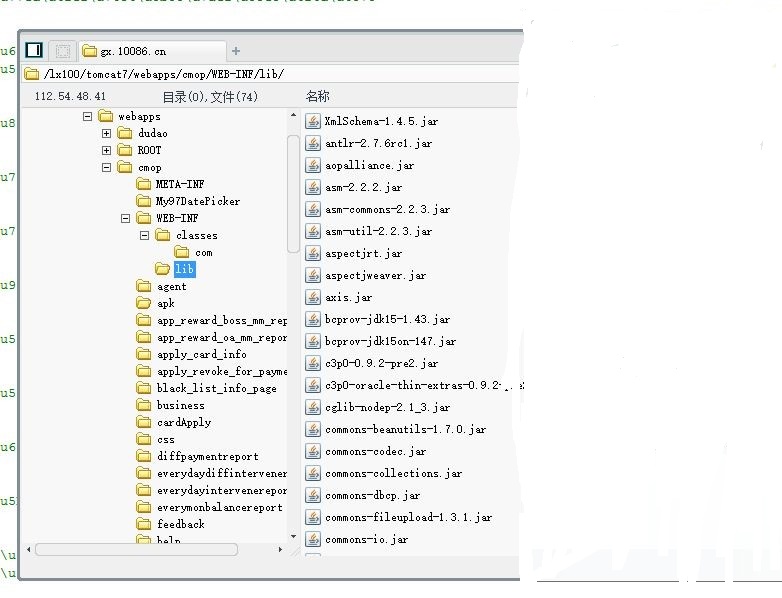 u6
u5
u8
u7
u7
u9
u5
u5
u6
u5
\u
\u
gx.10086.cn
+
/lx100/tomcat7/webapps/cmop/WEB-INF/lib/
112.54.48.41
目录(0),文件(74)
名称
webapps
dudao
ROOT
cmop
META-INF
My97DatePicker
WEB-INF
classes
com
lib
agent
apk
app_reward_boss_mm_rep
app_reward_oa_mm_repor
apply_card_info
apply_revoke_for_payme
black_list_info_page
business
cardApply
css
diffpaymentreport
everydaydiffintervener
everydayintervenerepor
everymonbalancereport
feedback
help
XmlSchema-1.4.5.jar
antlr-2.7.6rc1.jar
aopalliance.jar
asm-2.2.2.jar
asm-commons-2.2.3.jar
asm-util-2.2.3.jar
aspectjrt.jar
aspectjweaver.jar
axis.jar
bcprov-jdk15-1.43.jar
bcprov-jdk15on-147.jar
c3p0-0.9.2-pre2.jar
c3p0-oracle-thin-extras-0.9.2-
cglib-nodep-2.1_3.jar
commons-beanutils-1.7.0.jar
commons-codec.jar
commons-collections.jar
commons-dbcp.jar
commons-fileupload-1.3.1.jar
commons-io.jar